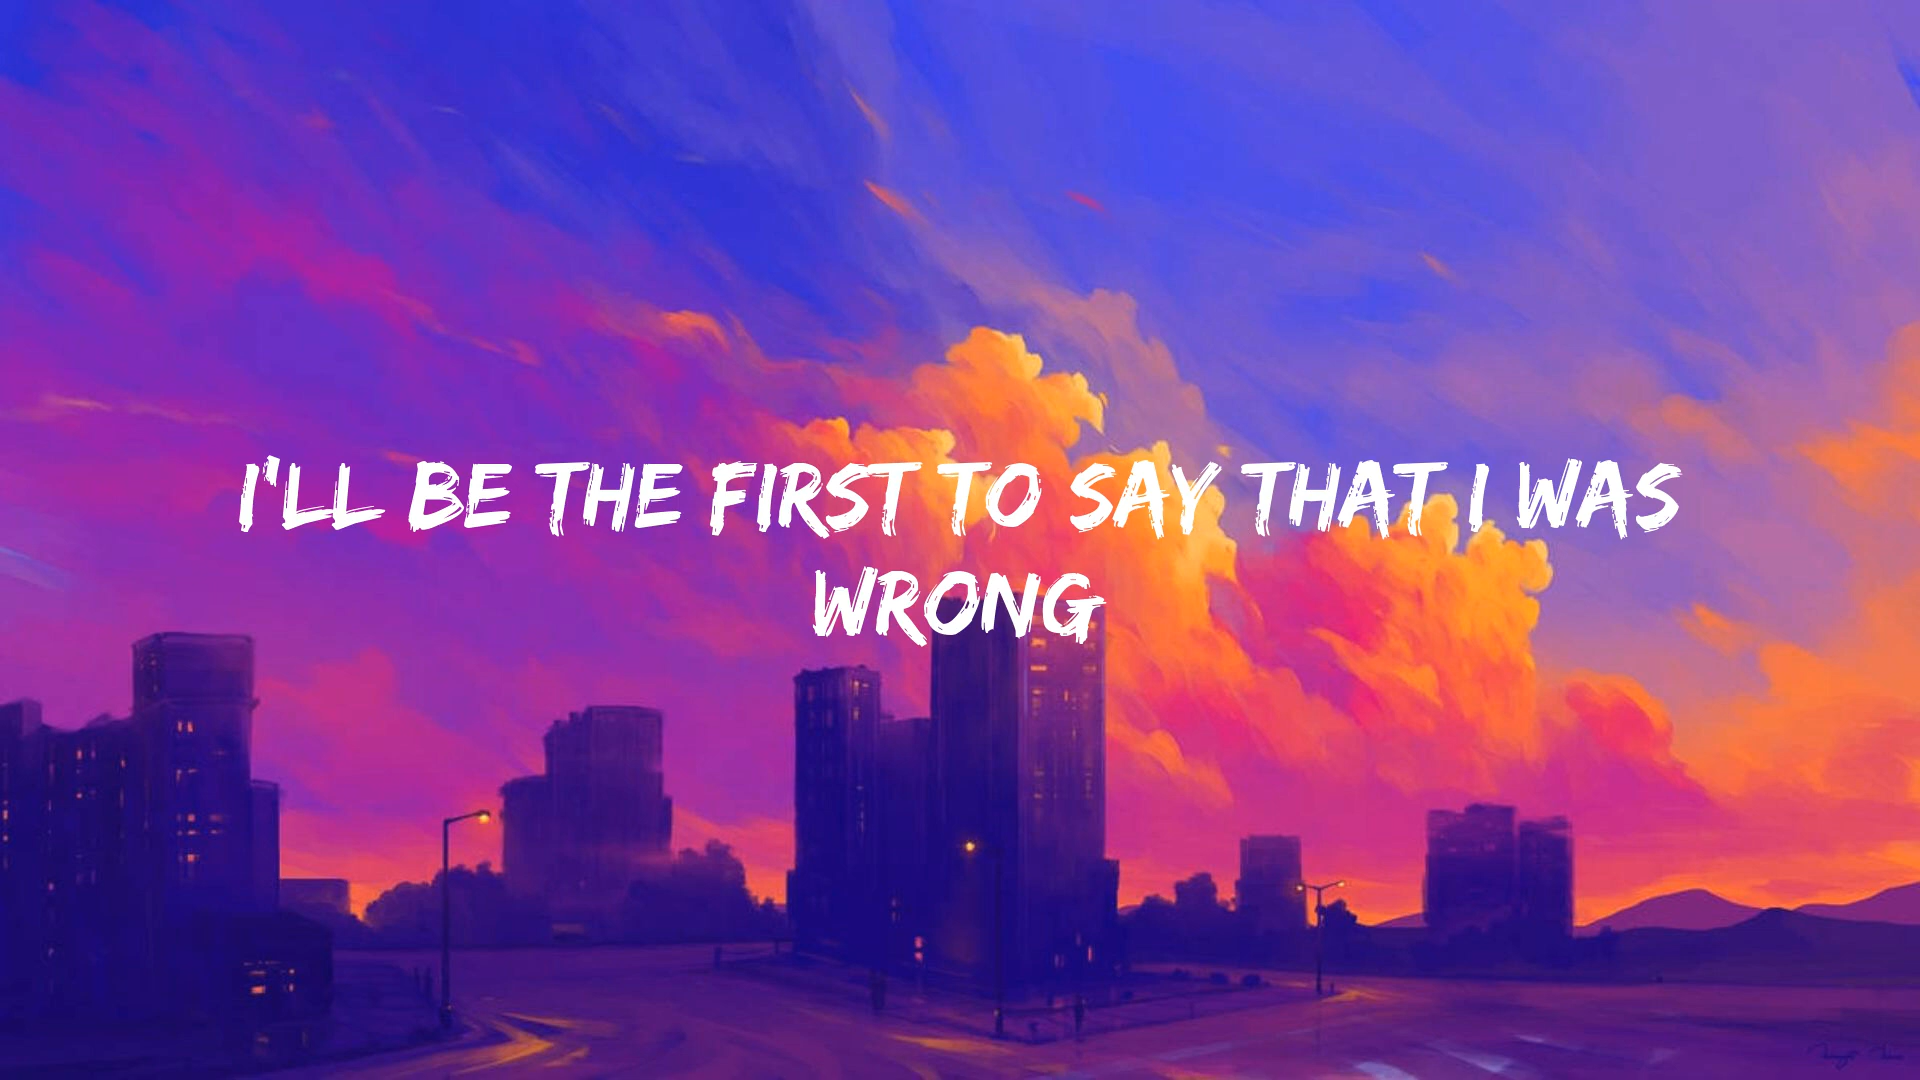 I'LL BE THE FIRST TO SAY THAT I WAS
WRONG